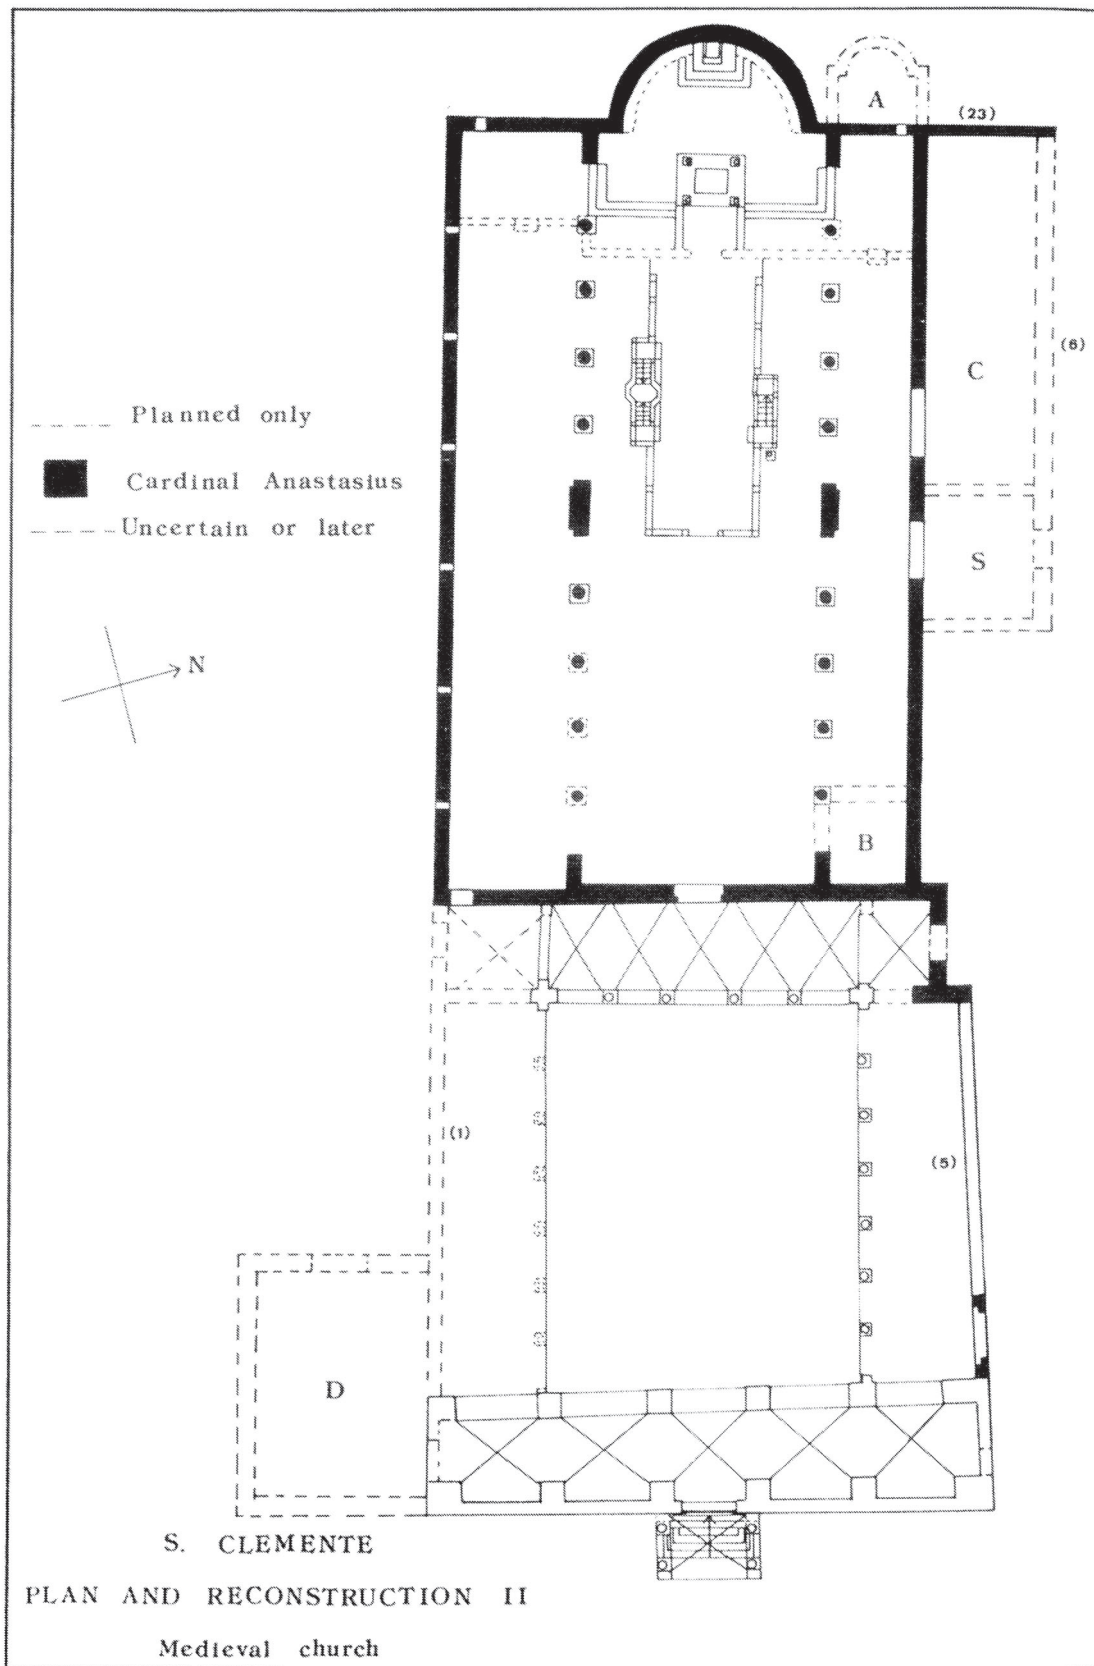 A
(23)
(6)
C
Planned only
Cardinal Anastasius
Uncertain or later
S
N
B
(1)
(5)
D
S. CLEMENTE
PLAN AND RECONSTRUCTION II
Medieval church